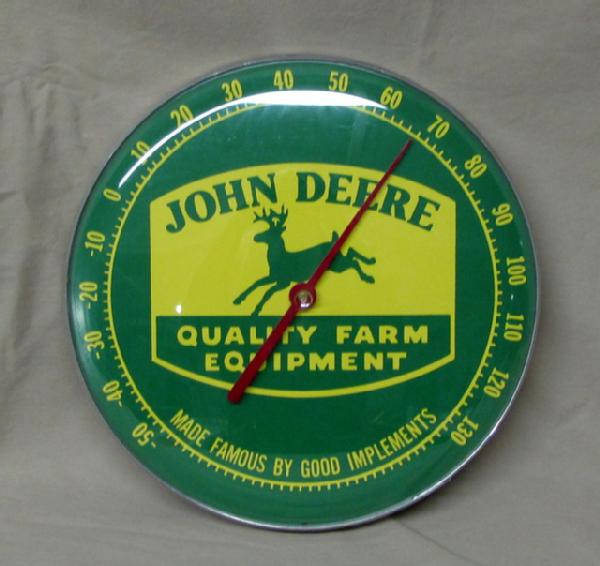 -50 -40 -30 -20 -10 0 10 20 30 40 50 60 70 80 90 100 110 120 130
JOHN DEERE
QUALITY FARM
EQUIPMENT
MADE FAMOUS BY GOOD IMPLEMENTS